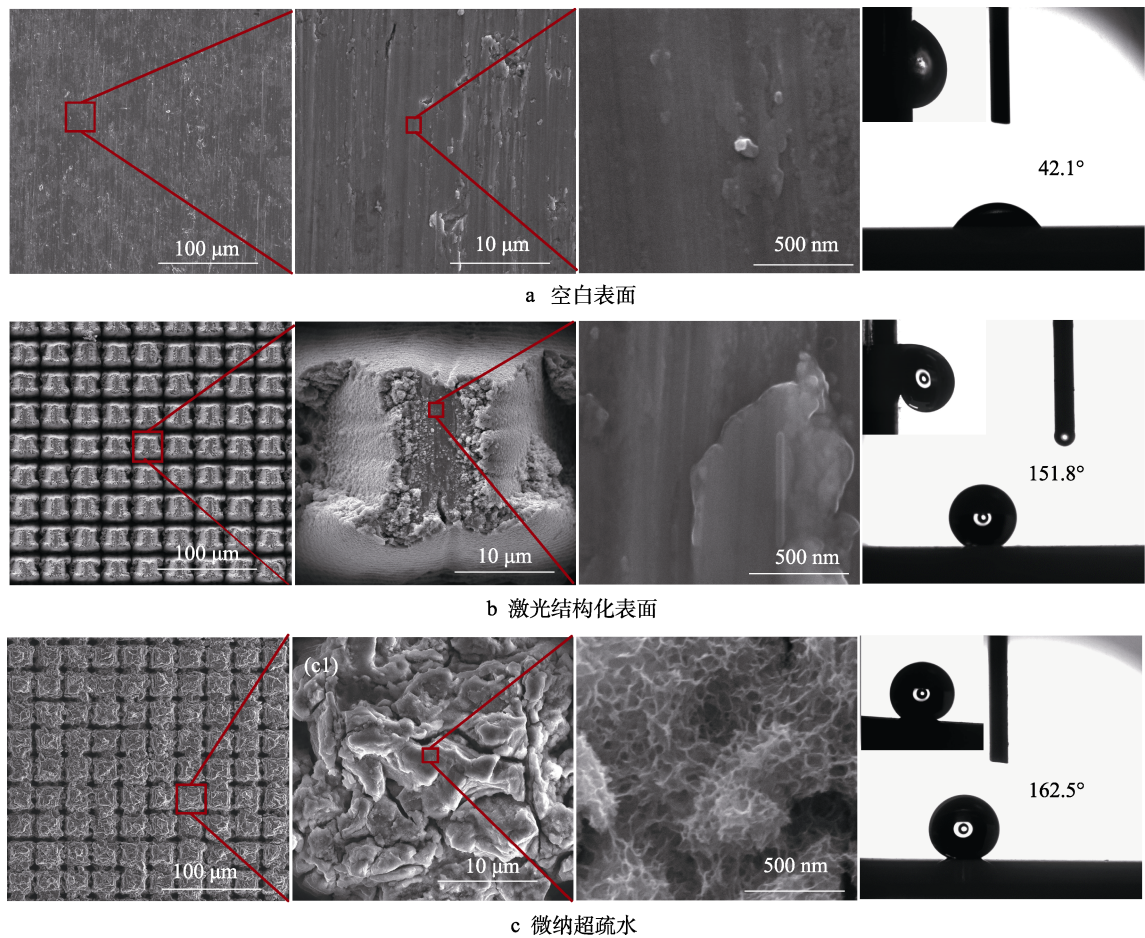 100 μm
10 μm
500 nm
42.1°
a 空白表面
100 μm
10 μm
500 nm
151.8°
b 激光结构化表面
(c1)
100 μm
10 μm
500 nm
162.5°
c 微纳超疏水